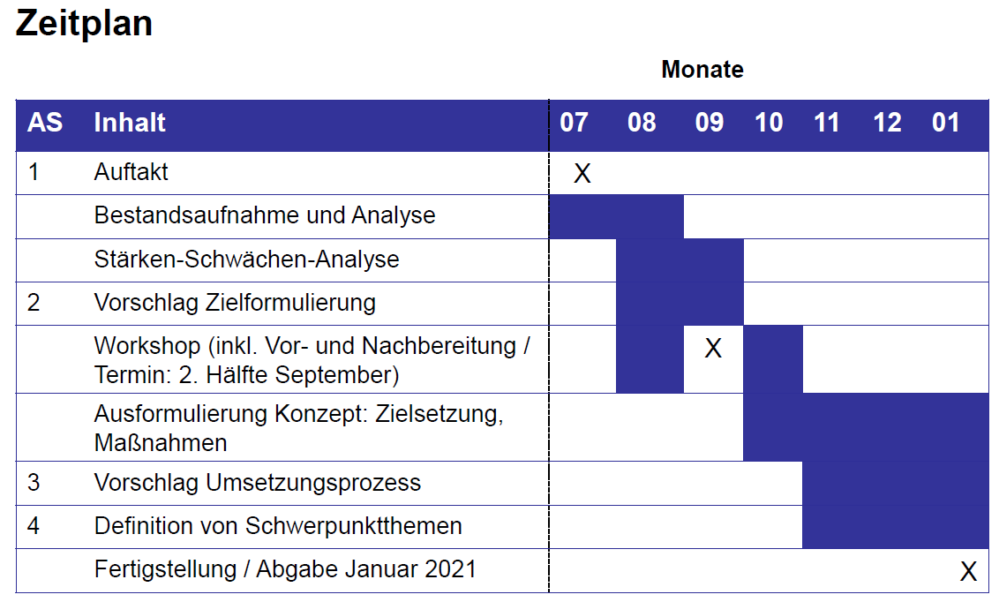 Zeitplan
Monate
AS Inhalt 07 08 09 10 11 12 01
1 Auftakt X
Bestandsaufnahme und Analyse
Stärken-Schwächen-Analyse
2 Vorschlag Zielformulierung
Workshop (inkl. Vor- und Nachbereitung /
Termin: 2. Hälfte September) X
Ausformulierung Konzept: Zielsetzung,
Maßnahmen
3 Vorschlag Umsetzungsprozess
4 Definition von Schwerpunktthemen
Fertigstellung / Abgabe Januar 2021 X